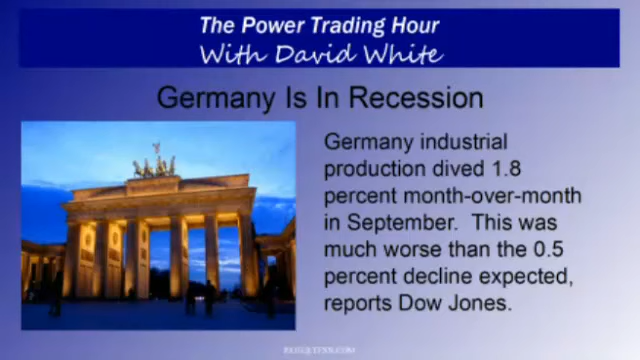 The Power Trading Hour
With David White
Germany Is In Recession
Germany industrial
production dived 1.8
percent month-over-month
in September.  This was
much worse than the 0.5
percent decline expected,
reports Dow Jones.